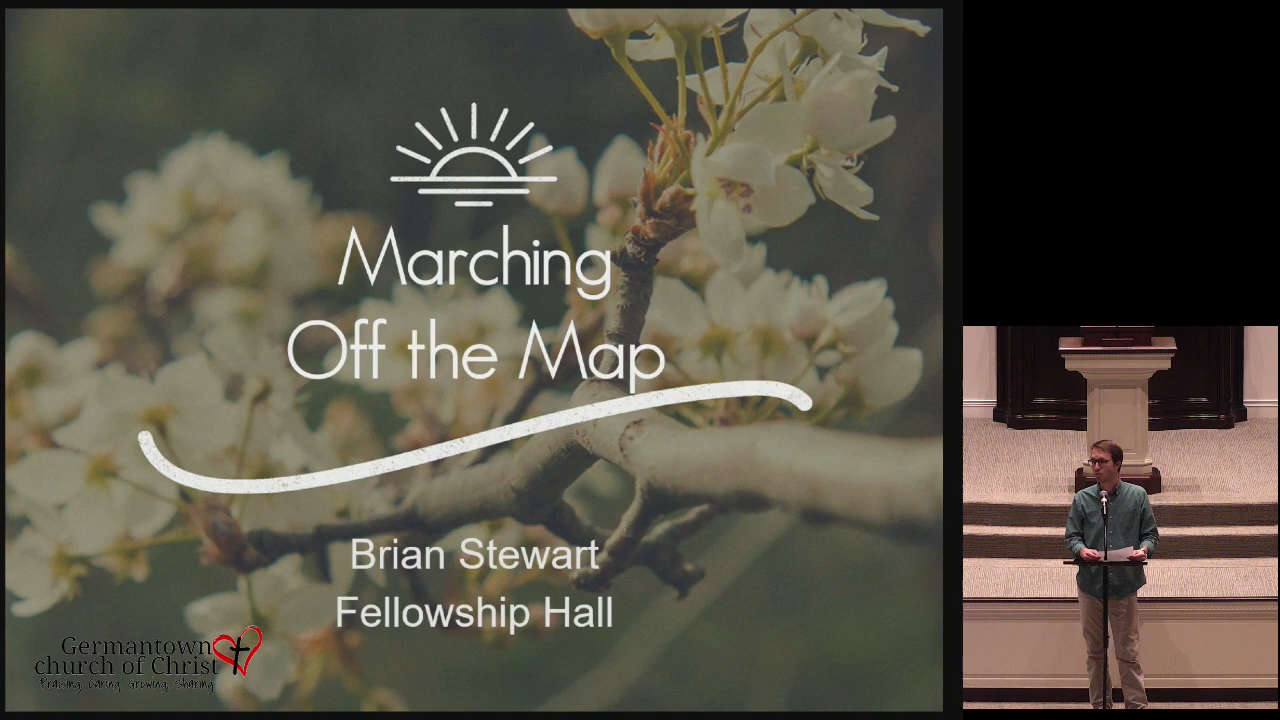 Marching
Off the Map
Brian Stewart
Fellowship Hall
Germantown
church of Christ
Praising, Caring, Growing, Sharing